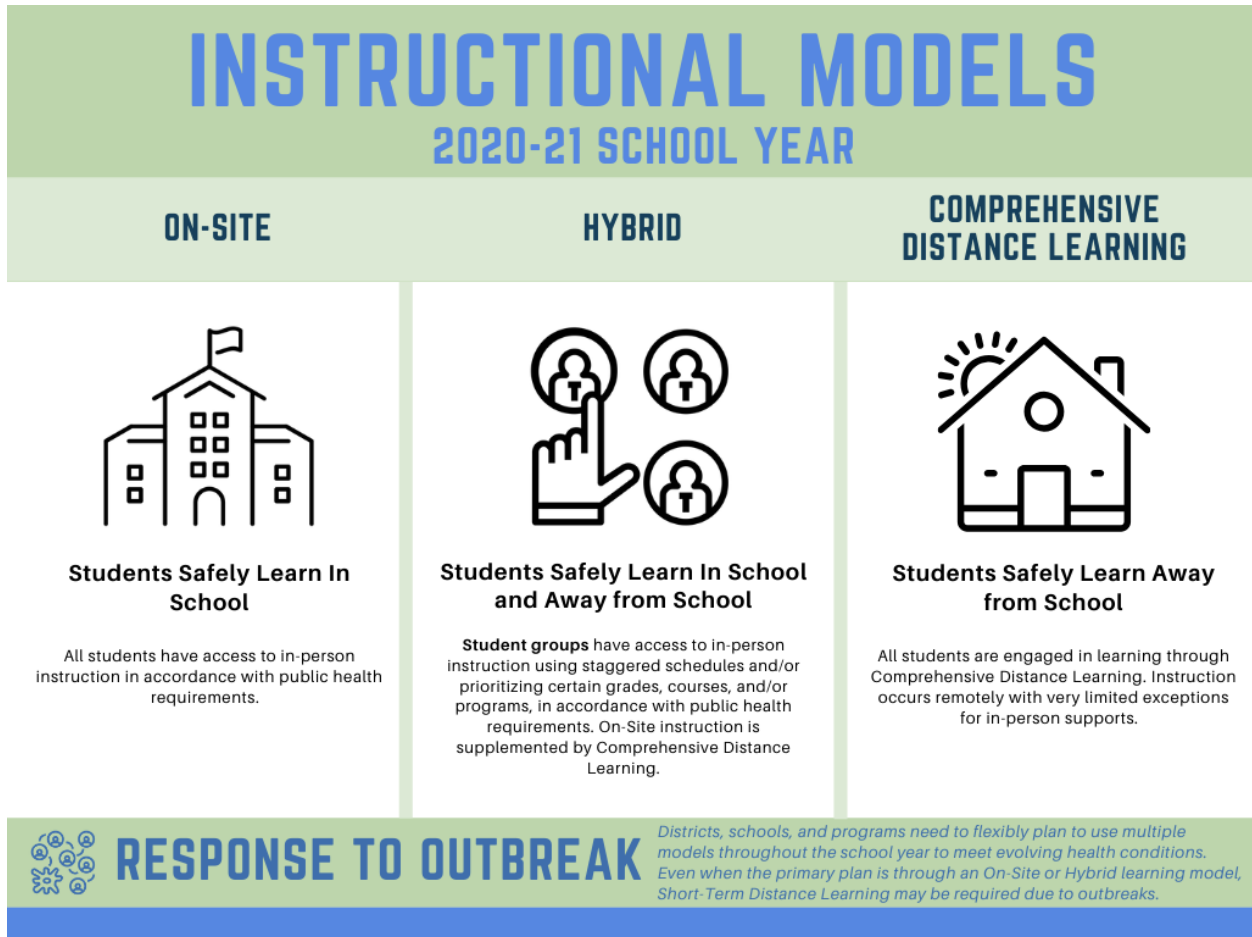 INSTRUCTIONAL MODELS
2020-21 SCHOOL YEAR
ON-SITE
HYBRID
COMPREHENSIVE
DISTANCE LEARNING
Students Safely Learn In
School
All students have access to in-person
instruction in accordance with public health
requirements.
T
T
T
Students Safely Learn In School
and Away from School
Student groups have access to in-person
instruction using staggered schedules and/or
prioritizing certain grades, courses, and/or
programs, in accordance with public health
requirements. On-Site instruction is
supplemented by Comprehensive Distance
Learning.
Students Safely Learn Away
from School
All students are engaged in learning through
Comprehensive Distance Learning. Instruction
occurs remotely with very limited exceptions
for in-person supports.
RESPONSE TO OUTBREAK
Districts, schools, and programs need to flexibly plan to use multiple
models throughout the school year to meet evolving health conditions.
Even when the primary plan is through an On-Site or Hybrid learning model,
Short-Term Distance Learning may be required due to outbreaks.